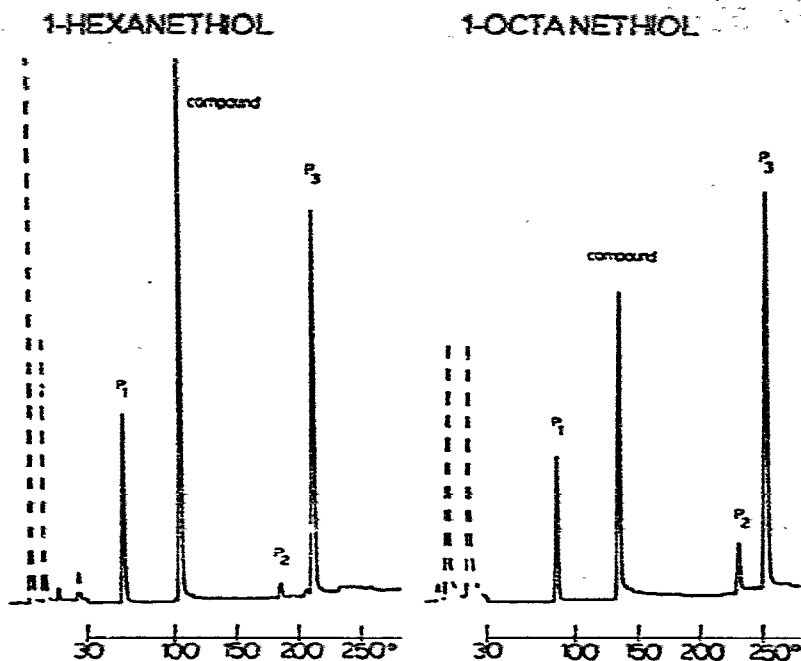 1-HEXANETHIOL
1-OCTANETHIOL
compound
P3
P1
P2
30 100 150 200 250°
P3
compound
P1
P2
30 100 150 200 250°